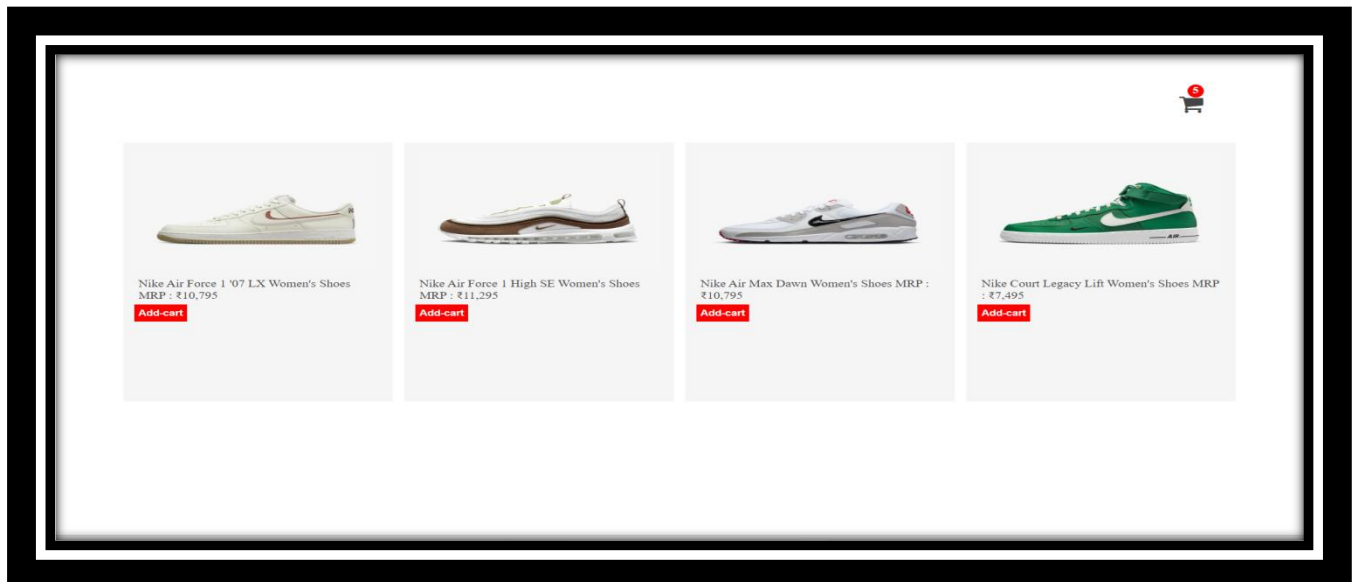 5
Nike Air Force 1 '07 LX Women's Shoes
MRP : ₹10,795
Add-cart
Nike Air Force 1 High SE Women's Shoes
MRP : ₹11,295
Add-cart
Nike Air Max Dawn Women's Shoes MRP :
₹10,795
Add-cart
AIR
Nike Court Legacy Lift Women's Shoes MRP
: ₹7,495
Add-cart